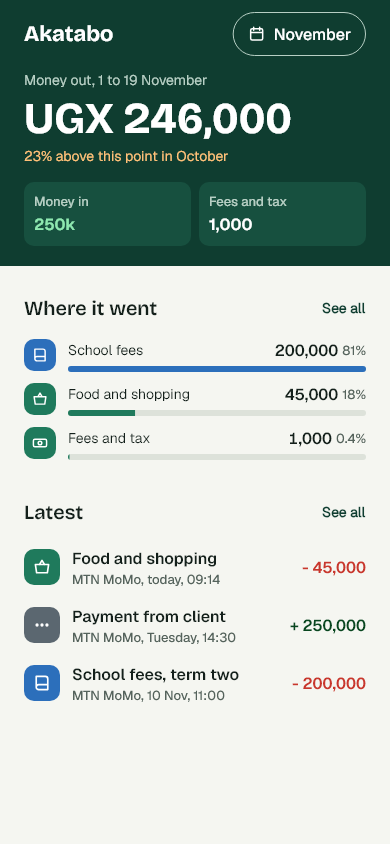 Akatabo
November
Money out, 1 to 19 November
UGX 246,000
23% above this point in October
Money in
250k
Fees and tax
1,000
Where it went
See all
School fees
200,000 81%
Food and shopping
45,000 18%
Fees and tax
1,000 0.4%
Latest
See all
Food and shopping
MTN MoMo, today, 09:14
- 45,000
Payment from client
MTN MoMo, Tuesday, 14:30
+ 250,000
School fees, term two
MTN MoMo, 10 Nov, 11:00
- 200,000